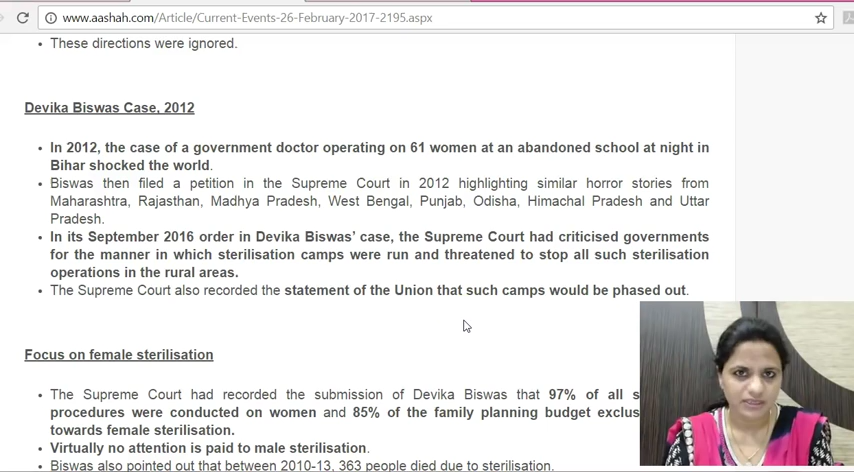 www.aashah.com/Article/Current-Events-26-February-2017-2195.aspx
• These directions were ignored.
Devika Biswas Case, 2012
• In 2012, the case of a government doctor operating on 61 women at an abandoned school at night in
Bihar shocked the world.
• Biswas then filed a petition in the Supreme Court in 2012 highlighting similar horror stories from
Maharashtra, Rajasthan, Madhya Pradesh, West Bengal, Punjab, Odisha, Himachal Pradesh and Uttar
Pradesh.
• In its September 2016 order in Devika Biswas' case, the Supreme Court had criticised governments
for the manner in which sterilisation camps were run and threatened to stop all such sterilisation
operations in the rural areas.
• The Supreme Court also recorded the statement of the Union that such camps would be phased out.
Focus on female sterilisation
• The Supreme Court had recorded the submission of Devika Biswas that 97% of all s
procedures were conducted on women and 85% of the family planning budget exclus
towards female sterilisation.
• Virtually no attention is paid to male sterilisation.
• Biswas also pointed out that between 2010-13, 363 people died due to sterilisation.